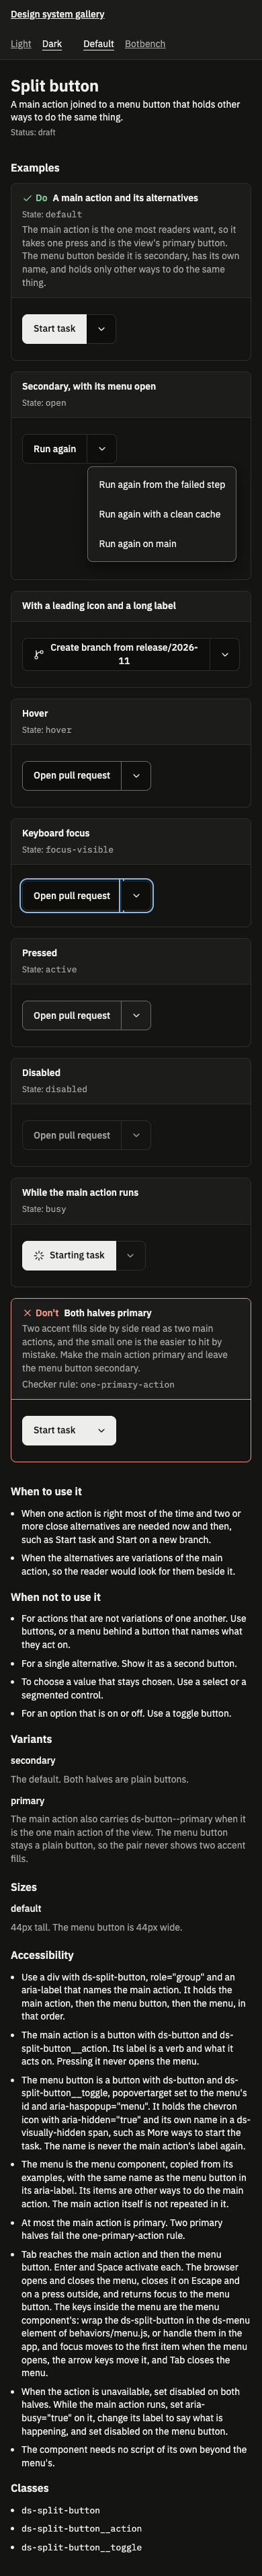 Design system gallery
Light Dark Default Botbench
Split button
A main action joined to a menu button that holds other
ways to do the same thing.
Status: draft
Examples
Do A main action and its alternatives
State: default
The main action is the one most readers want, so it
takes one press and is the view's primary button.
The menu button beside it is secondary, has its own
name, and holds only other ways to do the same
thing.
Start task
Secondary, with its menu open
State: open
Run again
Run again from the failed step
Run again with a clean cache
Run again on main
With a leading icon and a long label
Create branch from release/2026-
11
Hover
State: hover
Open pull request
Keyboard focus
State: focus-visible
Open pull request
Pressed
State: active
Open pull request
Disabled
State: disabled
Open pull request
While the main action runs
State: busy
Starting task
Don't Both halves primary
Two accent fills side by side read as two main
actions, and the small one is the easier to hit by
mistake. Make the main action primary and leave
the menu button secondary.
Checker rule: one-primary-action
Start task
When to use it
• When one action is right most of the time and two or
more close alternatives are needed now and then,
such as Start task and Start on a new branch.
• When the alternatives are variations of the main
action, so the reader would look for them beside it.
When not to use it
• For actions that are not variations of one another. Use
buttons, or a menu behind a button that names what
they act on.
• For a single alternative. Show it as a second button.
• To choose a value that stays chosen. Use a select or a
segmented control.
• For an option that is on or off. Use a toggle button.
Variants
secondary
The default. Both halves are plain buttons.
primary
The main action also carries ds-button--primary when it
is the one main action of the view. The menu button
stays a plain button, so the pair never shows two accent
fills.
Sizes
default
44px tall. The menu button is 44px wide.
Accessibility
• Use a div with ds-split-button, role="group" and an
aria-label that names the main action. It holds the
main action, then the menu button, then the menu, in
that order.
• The main action is a button with ds-button and ds-
split-button__action. Its label is a verb and what it
acts on. Pressing it never opens the menu.
• The menu button is a button with ds-button and ds-
split-button__toggle, popovertarget set to the menu's
id and aria-haspopup="menu". It holds the chevron
icon with aria-hidden="true" and its own name in a ds-
visually-hidden span, such as More ways to start the
task. The name is never the main action's label again.
• The menu is the menu component, copied from its
examples, with the same name as the menu button in
its aria-label. Its items are other ways to do the main
action. The main action itself is not repeated in it.
• At most the main action is primary. Two primary
halves fail the one-primary-action rule.
• Tab reaches the main action and then the menu
button. Enter and Space activate each. The browser
opens and closes the menu, closes it on Escape and
on a press outside, and returns focus to the menu
button. The keys inside the menu are the menu
component's: wrap the ds-split-button in the ds-menu
element of behaviors/menu.js, or handle them in the
app, and focus moves to the first item when the menu
opens, the arrow keys move it, and Tab closes the
menu.
• When the action is unavailable, set disabled on both
halves. While the main action runs, set aria-
busy="true" on it, change its label to say what is
happening, and set disabled on the menu button.
• The component needs no script of its own beyond the
menu's.
Classes
• ds-split-button
• ds-split-button__action
• ds-split-button__toggle